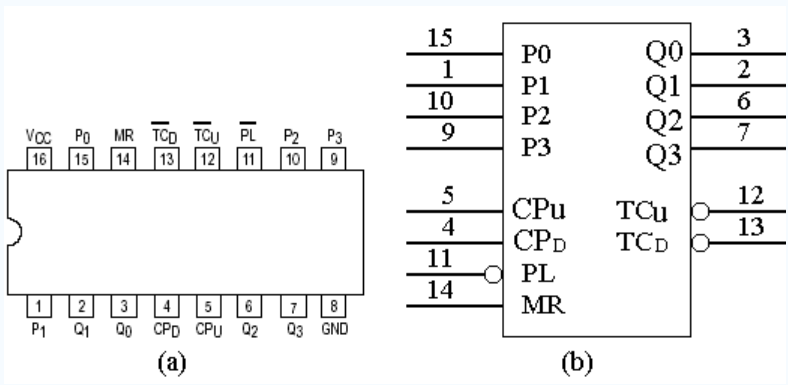 VCC P0 MR TCD TCU PL P2 P3
16 15 14 13 12 11 10 9
1 2 3 4 5 6 7 8
P1 Q1 Q0 CPD CPU Q2 Q3 GND
(a)
15 P0 Q0 3
1 P1 Q1 2
10 P2 Q2 6
9 P3 Q3 7
5 CPU TCU 12
4 CPD TCD 13
11 PL
14 MR
(b)